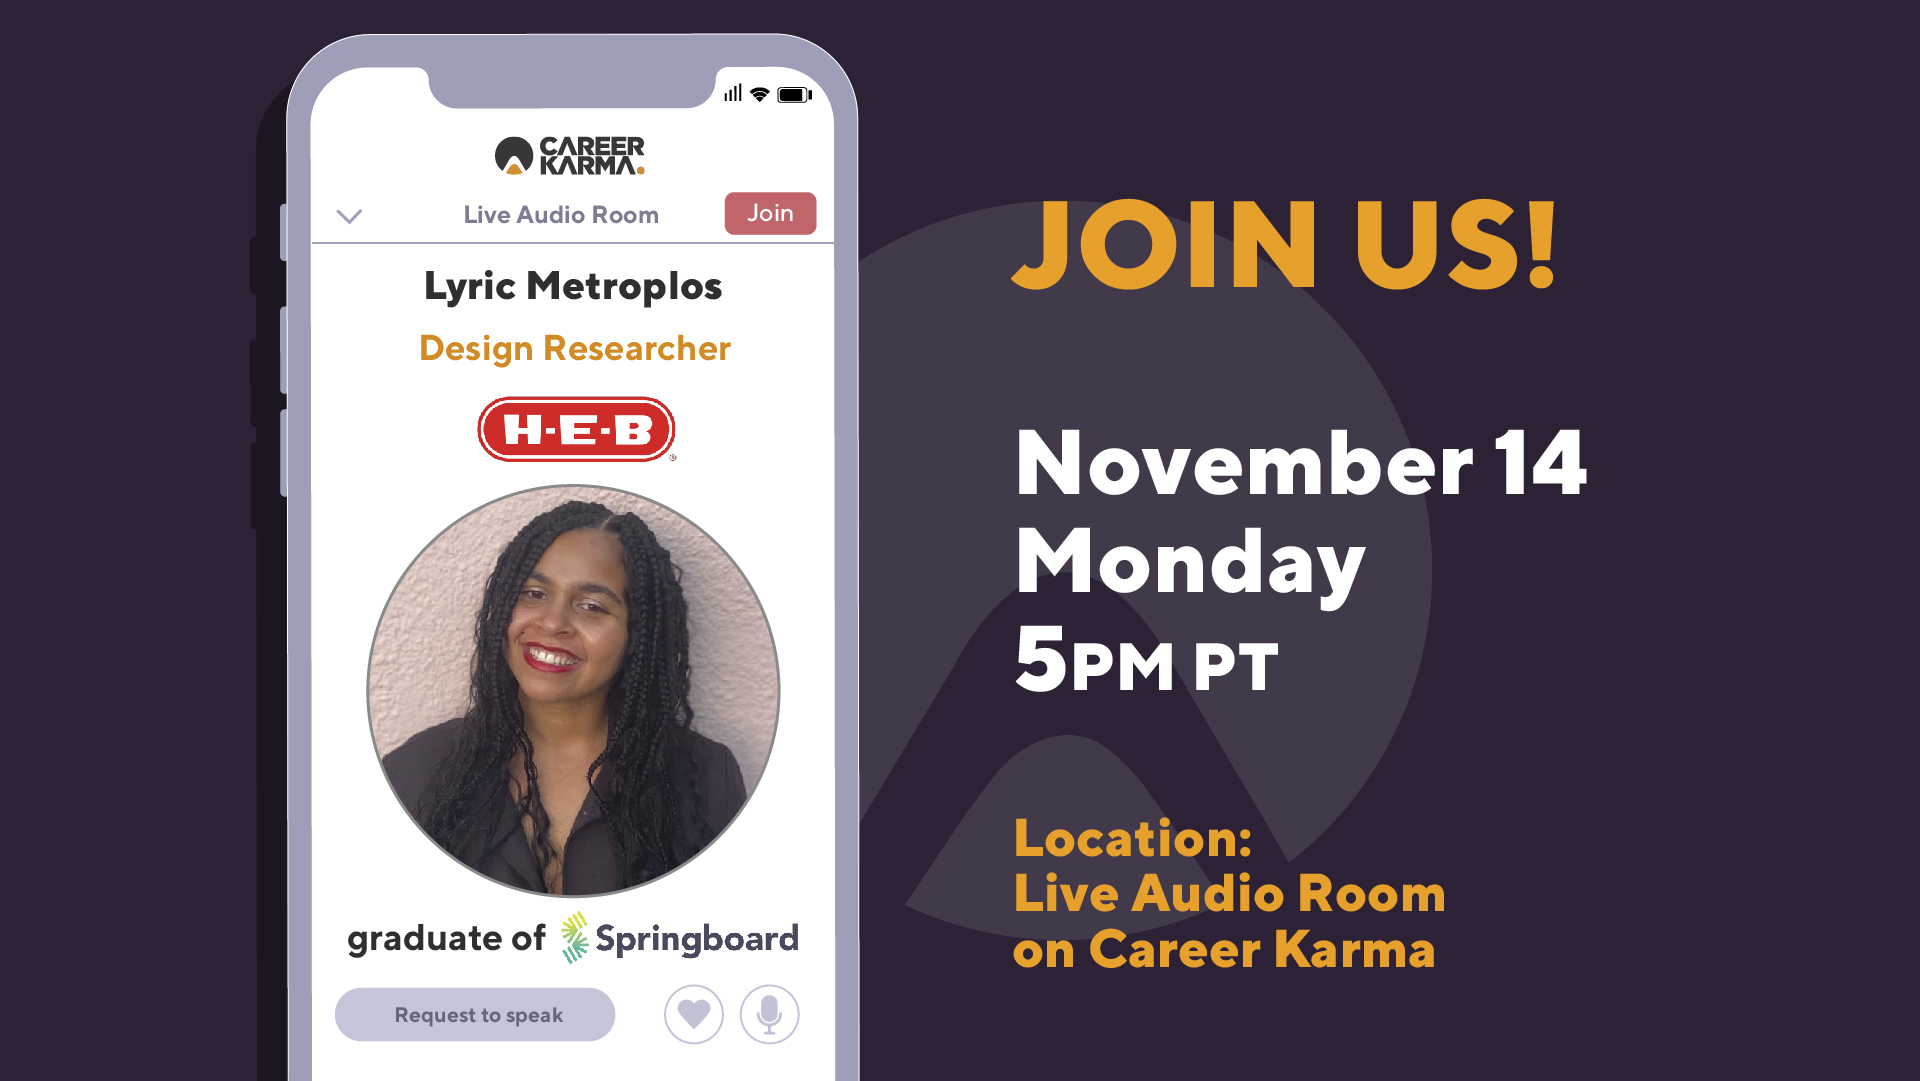 CAREER
KARMA.
Live Audio Room
Join
Lyric Metroplos
Design Researcher
H-E-B
®
graduate of Springboard
Request to speak
JOIN US!
November 14
Monday
5PM PT
Location:
Live Audio Room
on Career Karma